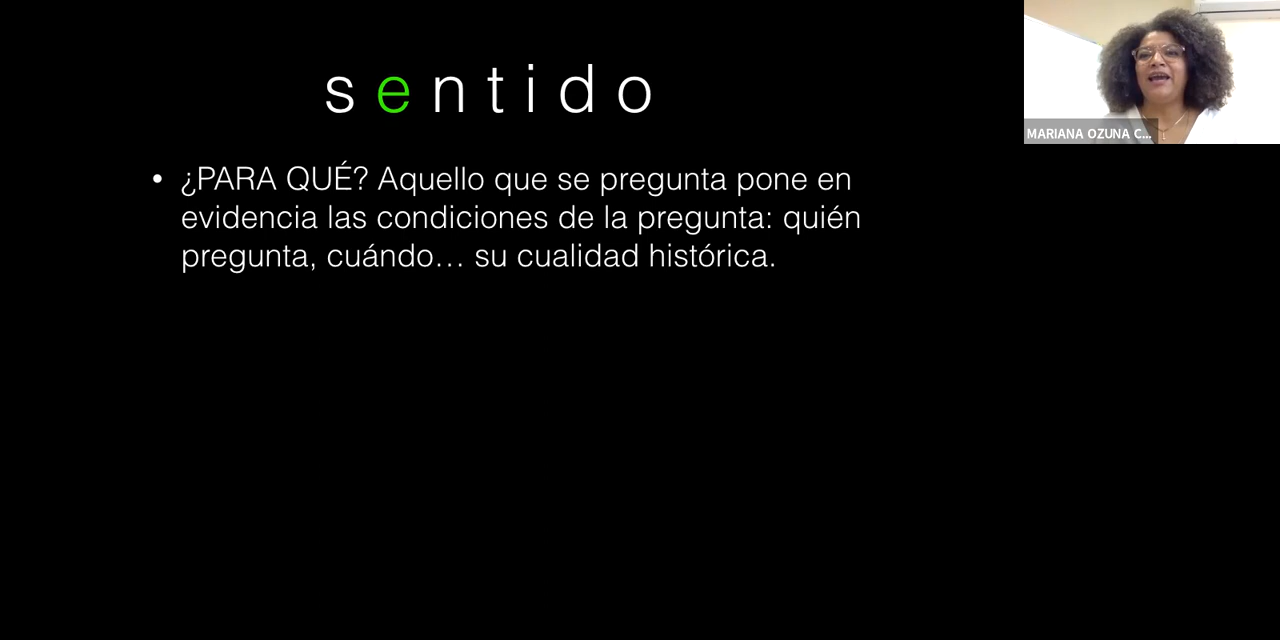 sentido
• ¿PARA QUÉ? Aquello que se pregunta pone en
evidencia las condiciones de la pregunta: quién
pregunta, cuándo… su cualidad histórica.
MARIANA OZUNA C...